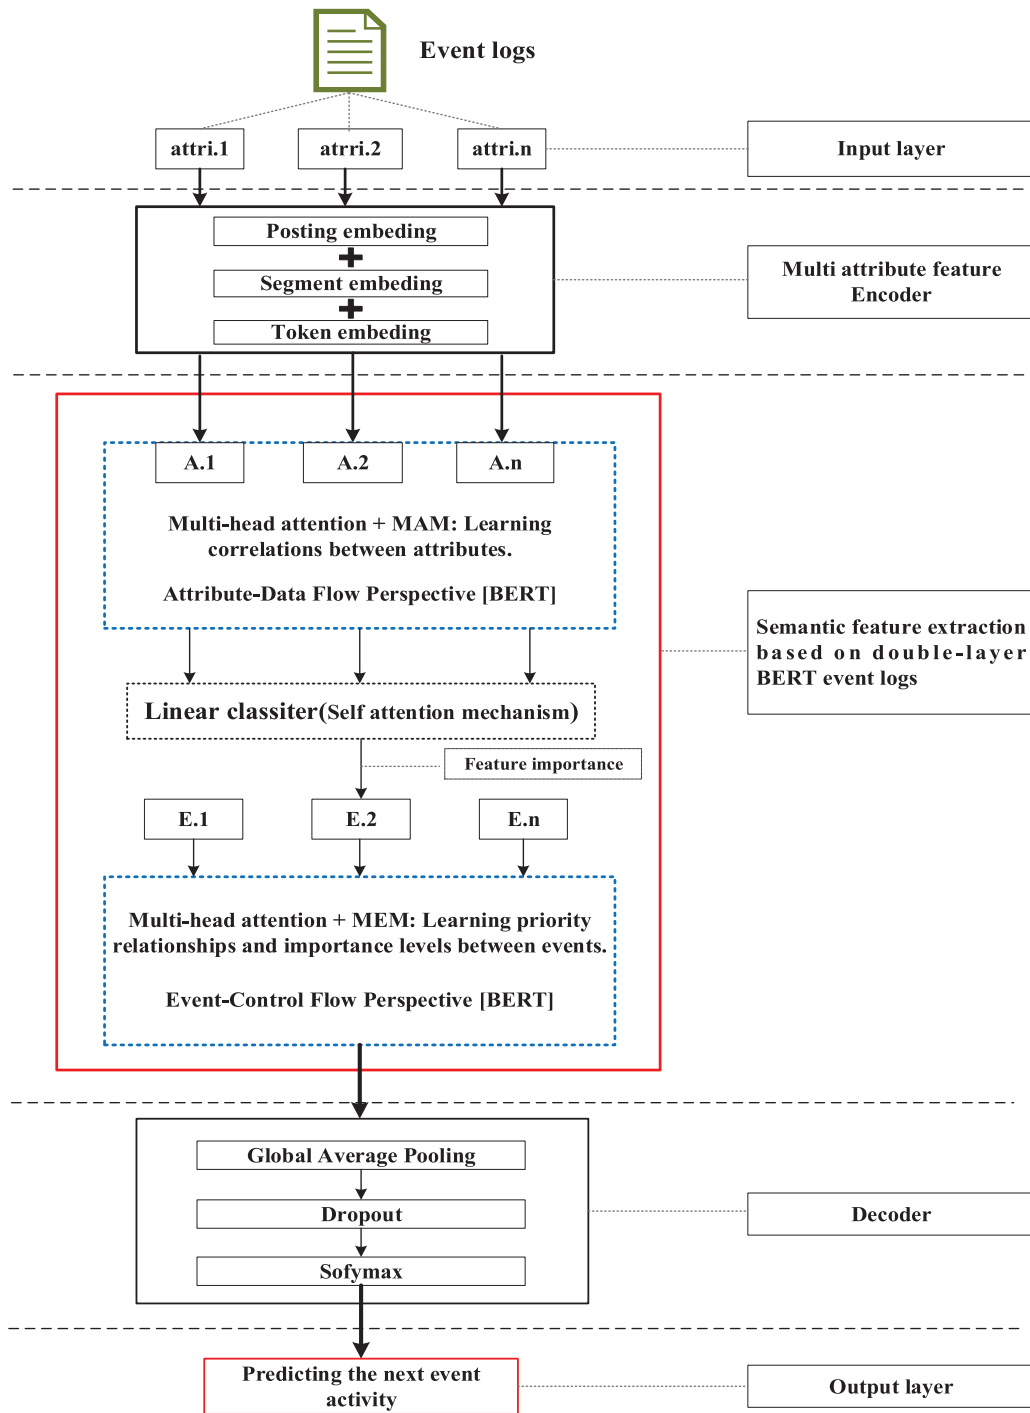 Event logs
attri.1
atrri.2
attri.n
Input layer
Posting embeding
Segment embeding
Token embeding
Multi attribute feature
Encoder
A.1
A.2
A.n
Multi-head attention + MAM: Learning
correlations between attributes.
Attribute-Data Flow Perspective [BERT]
Semantic feature extraction
based on double-layer
BERT event logs
Linear classiter(Self attention mechanism)
Feature importance
E.1
E.2
E.n
Multi-head attention + MEM: Learning priority
relationships and importance levels between events.
Event-Control Flow Perspective [BERT]
Global Average Pooling
Dropout
Sofymax
Decoder
Predicting the next event
activity
Output layer